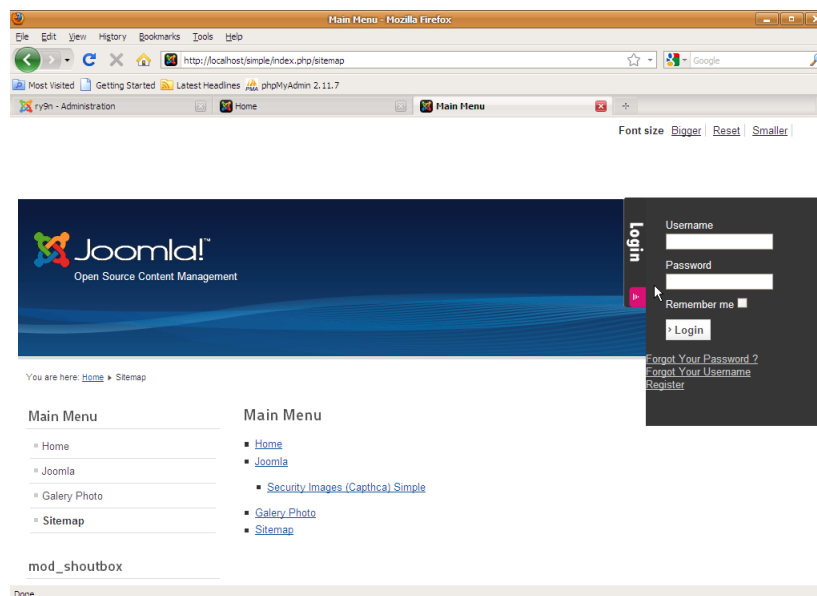 Main Menu - Mozilla Firefox
File Edit View History Bookmarks Tools Help
http://localhost/simple/index.php/sitemap
Google
Most Visited Getting Started Latest Headlines phpMyAdmin 2.11.7
ry9n - Administration Home Main Menu
Font size Bigger Reset Smaller
Joomla!™
Open Source Content Management
Login
Username
Password
Remember me
Login
Forgot Your Password ?
Forgot Your Username
Register
You are here: Home Sitemap
Main Menu
Home
Joomla
Galery Photo
Sitemap
mod_shoutbox
Main Menu
Home
Joomla
Security Images (Capthca) Simple
Galery Photo
Sitemap
Done